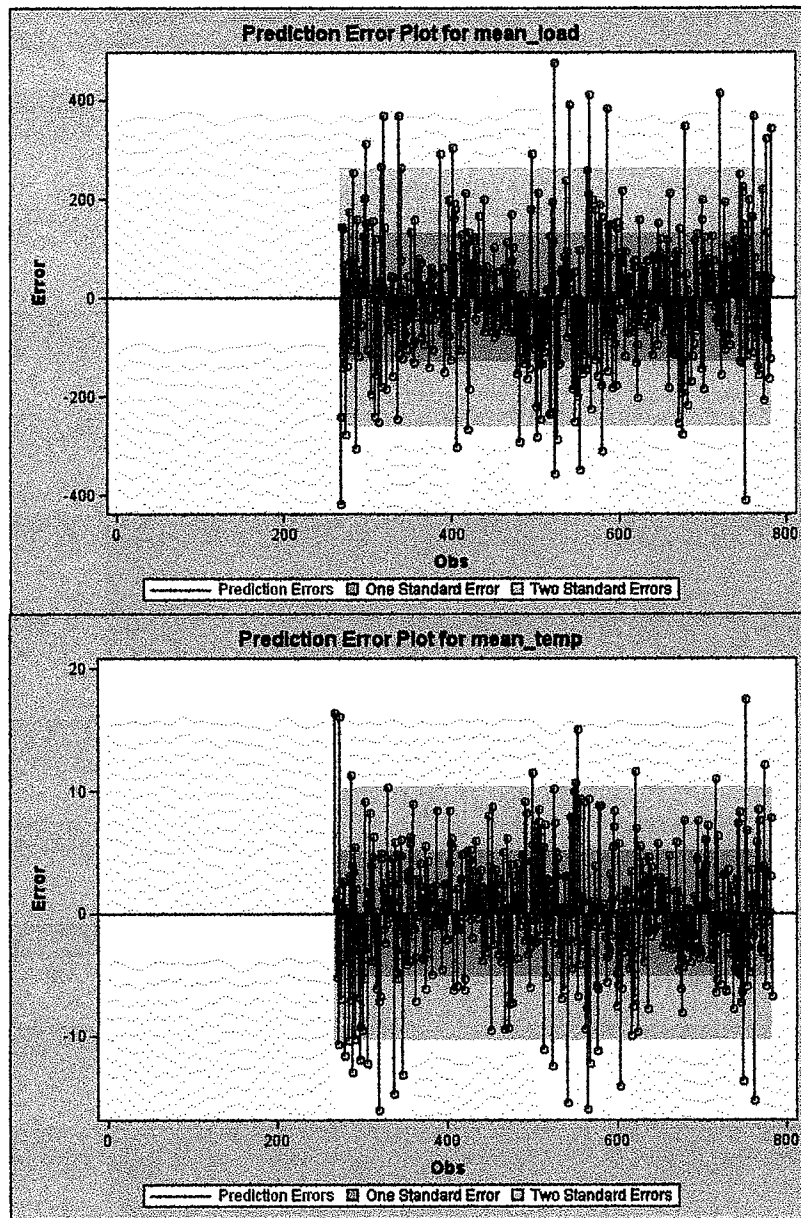 Prediction Error Plot for mean_load
400
200
0
-200
-400
Error
0 200 400 600 800
Obs
Prediction Errors One Standard Error Two Standard Errors
Prediction Error Plot for mean_temp
20
10
0
-10
Error
0 200 400 600 800
Obs
Prediction Errors One Standard Error Two Standard Errors